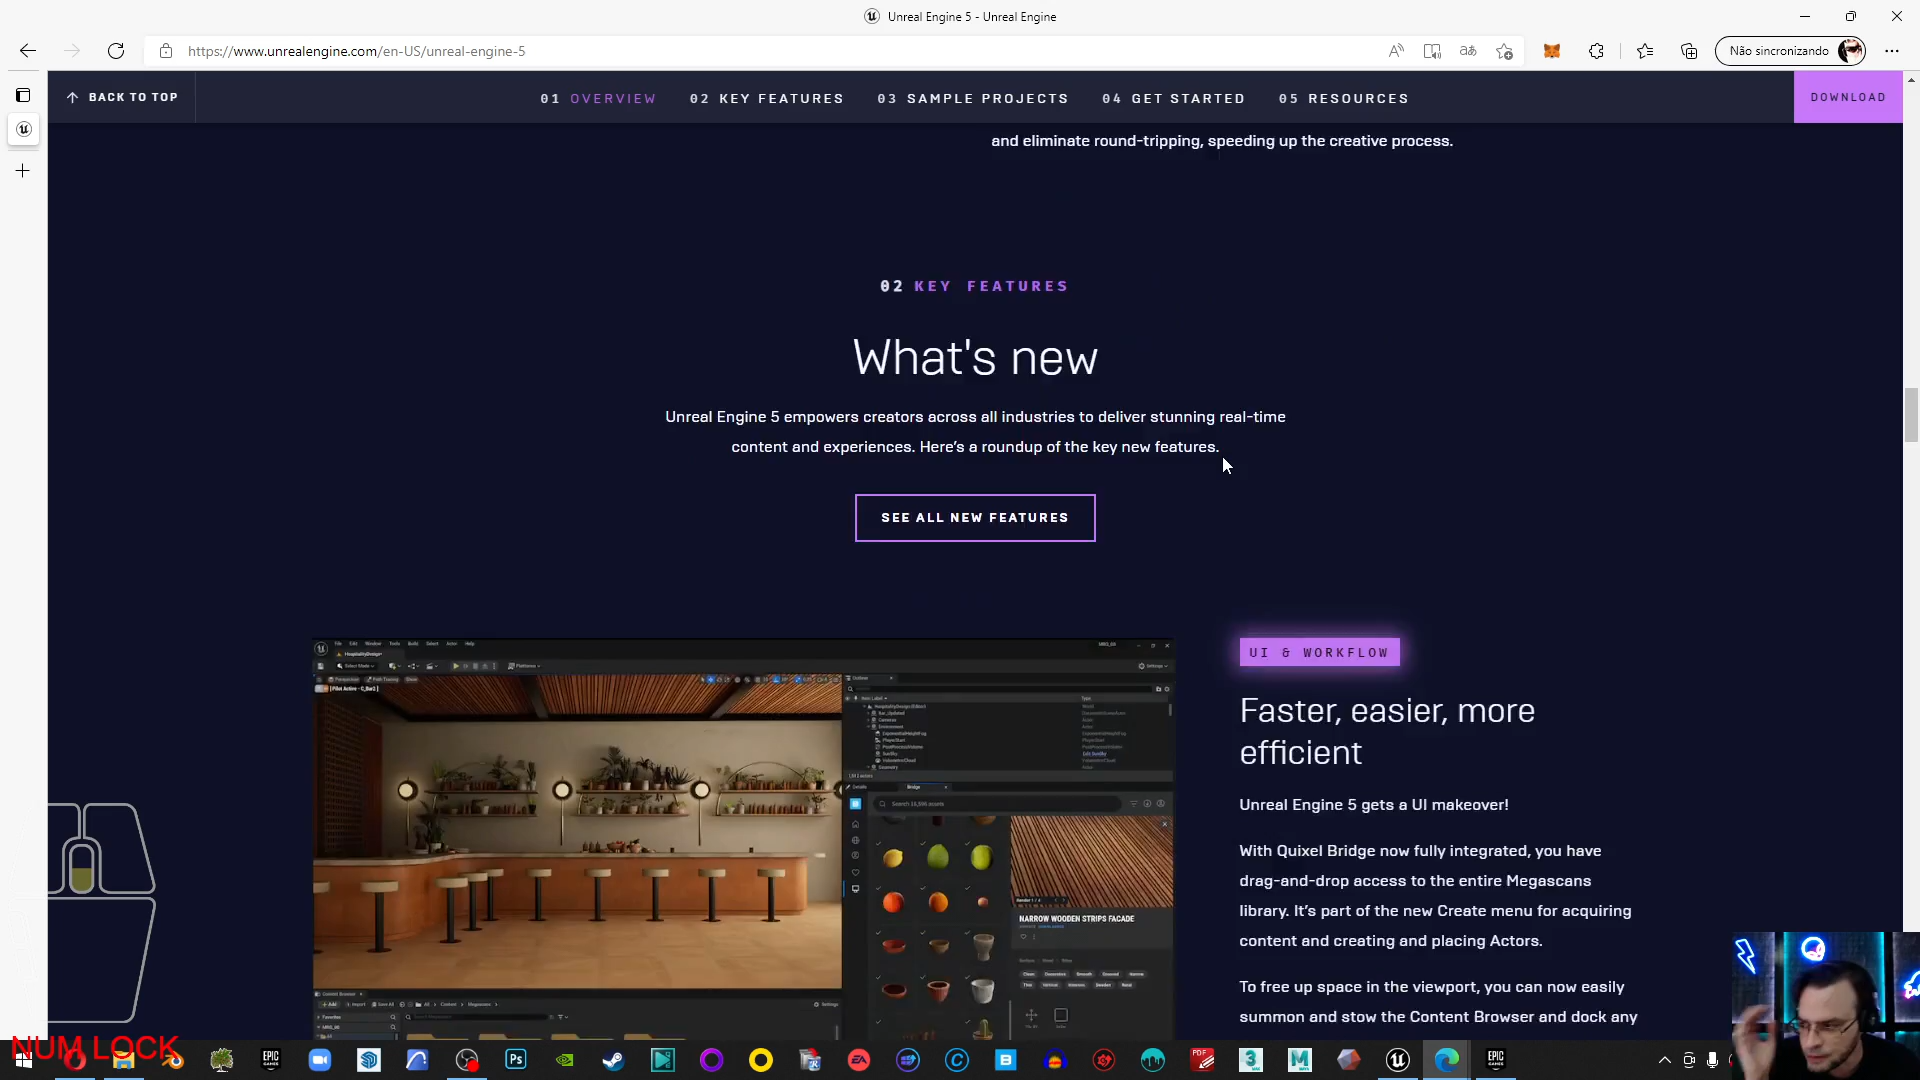 Unreal Engine 5 - Unreal Engine
https://www.unrealengine.com/en-US/unreal-engine-5
Não sincronizando
BACK TO TOP
01 OVERVIEW
02 KEY FEATURES
03 SAMPLE PROJECTS
04 GET STARTED
05 RESOURCES
DOWNLOAD
and eliminate round-tripping, speeding up the creative process.
02 KEY FEATURES
What's new
Unreal Engine 5 empowers creators across all industries to deliver stunning real-time
content and experiences. Here's a roundup of the key new features.
SEE ALL NEW FEATURES
UI & WORKFLOW
Faster, easier, more
efficient
Unreal Engine 5 gets a UI makeover!
With Quixel Bridge now fully integrated, you have
drag-and-drop access to the entire Megascans
library. It's part of the new Create menu for acquiring
content and creating and placing Actors.
To free up space in the viewport, you can now easily
summon and stow the Content Browser and dock any
NARROW WOODEN STRIPS FACADE
NUM LOCK